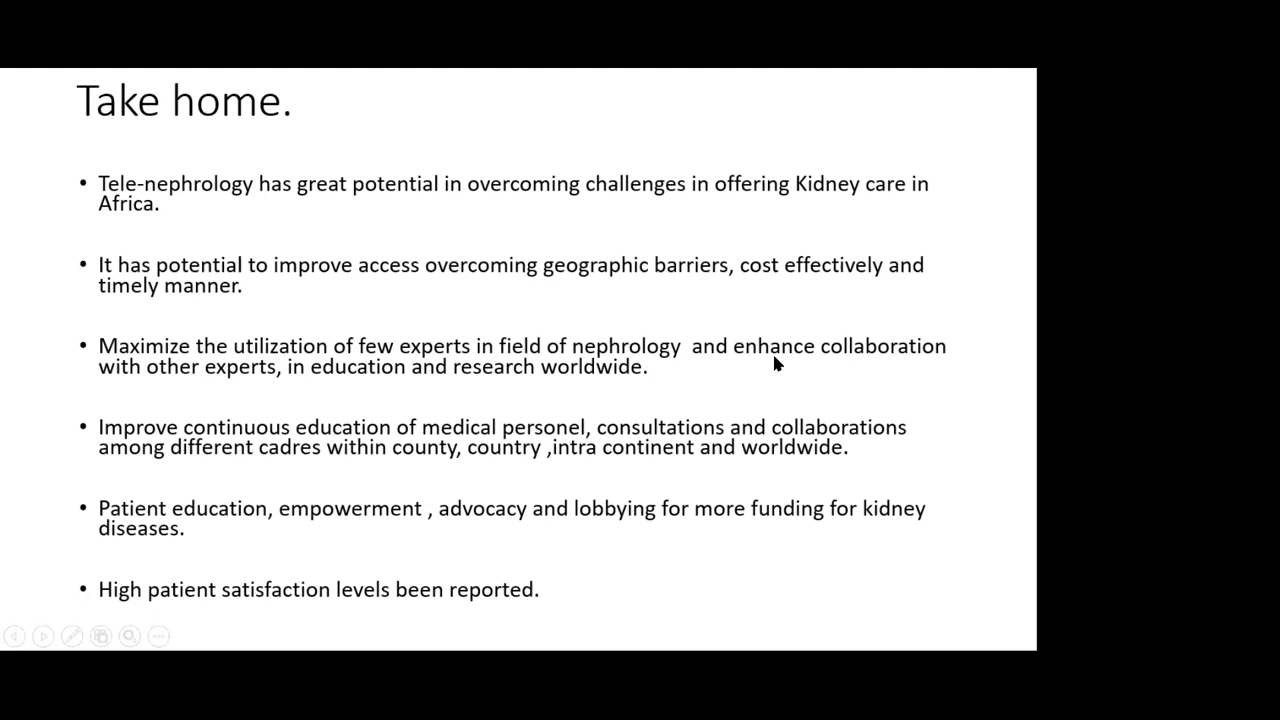 Take home.
• Tele-nephrology has great potential in overcoming challenges in offering Kidney care in
Africa.
• It has potential to improve access overcoming geographic barriers, cost effectively and
timely manner.
• Maximize the utilization of few experts in field of nephrology  and enhance collaboration
with other experts, in education and research worldwide.
• Improve continuous education of medical personel, consultations and collaborations
among different cadres within county, country ,intra continent and worldwide.
• Patient education, empowerment , advocacy and lobbying for more funding for kidney
diseases.
• High patient satisfaction levels been reported.